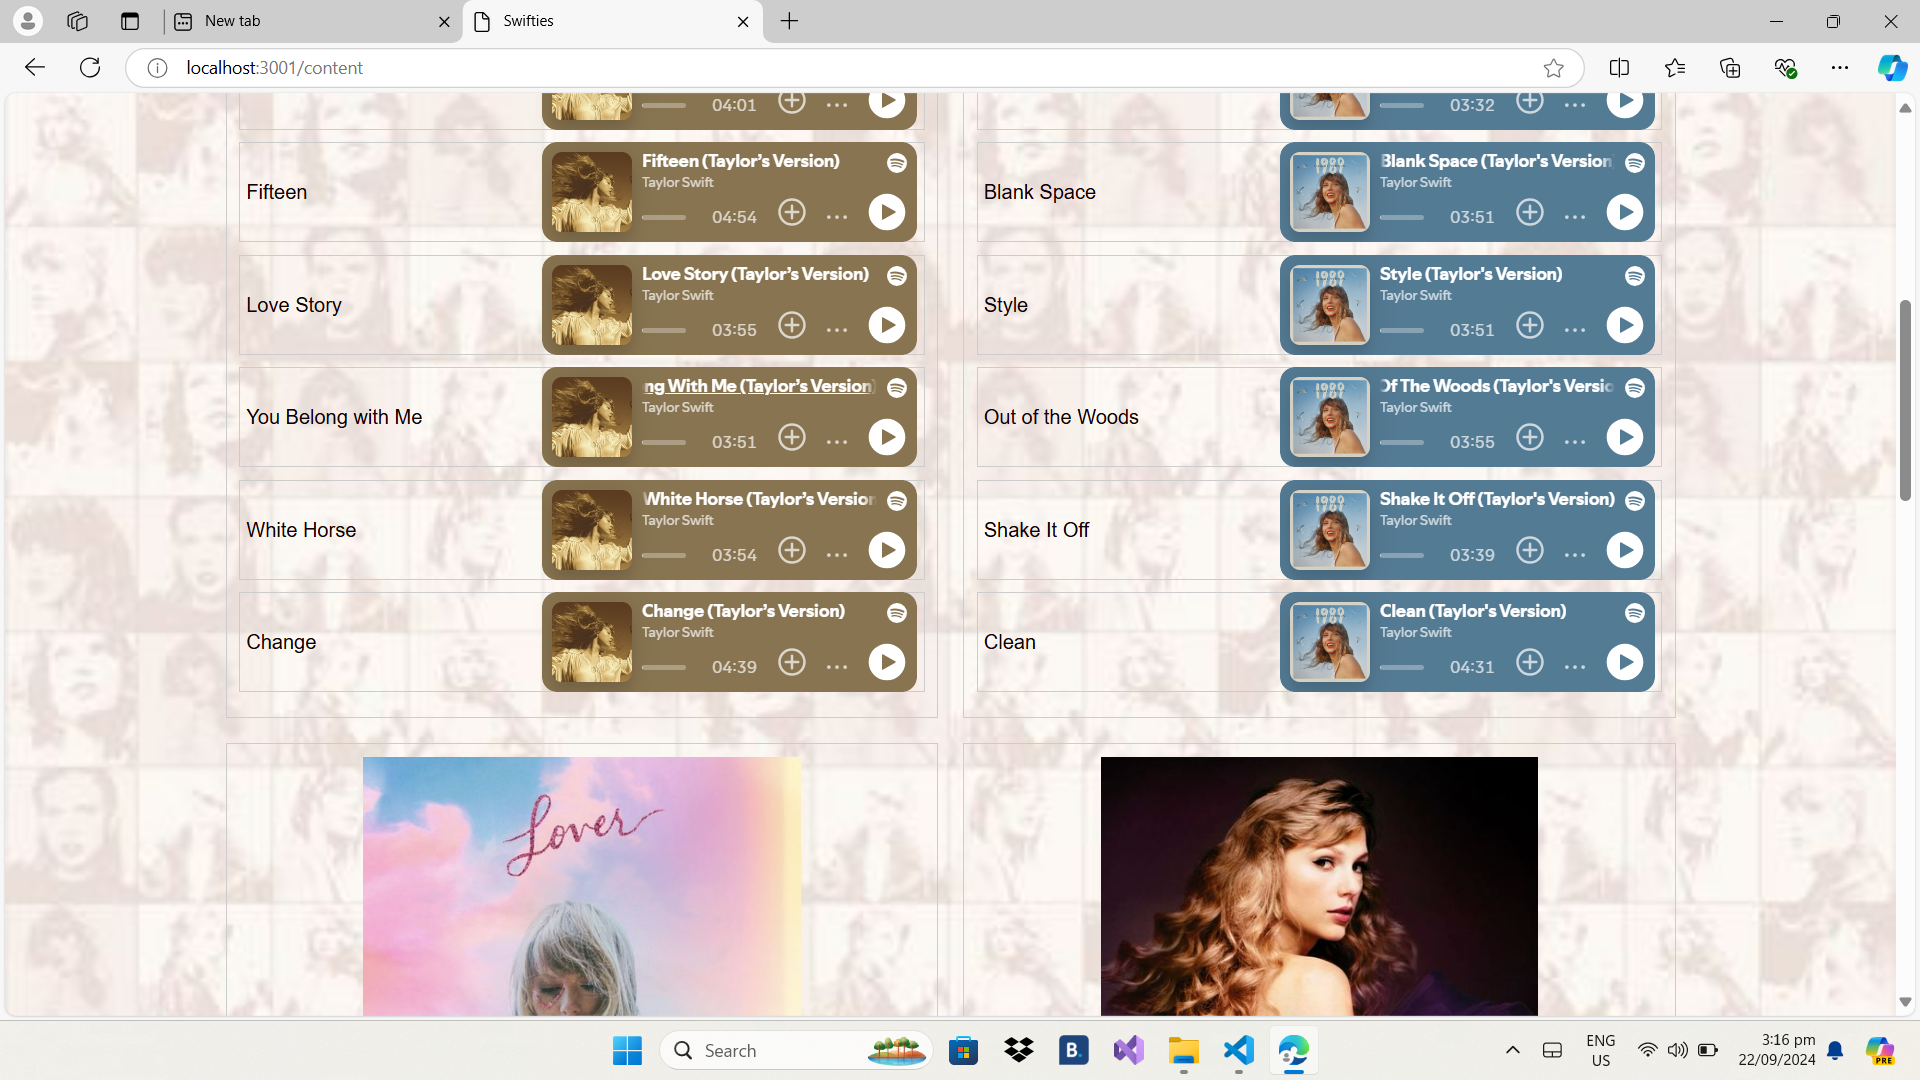 New tab
Swifties
localhost:3001/content
04:01
03:32
Fifteen
Fifteen (Taylor’s Version)
Taylor Swift
04:54
Blank Space
Blank Space (Taylor's Version
Taylor Swift
03:51
Love Story
Love Story (Taylor’s Version)
Taylor Swift
03:55
Style
Style (Taylor's Version)
Taylor Swift
03:51
You Belong with Me
ng With Me (Taylor’s Version)
Taylor Swift
03:51
Out of the Woods
Of The Woods (Taylor's Versio
Taylor Swift
03:55
White Horse
White Horse (Taylor’s Version
Taylor Swift
03:54
Shake It Off
Shake It Off (Taylor's Version)
Taylor Swift
03:39
Change
Change (Taylor’s Version)
Taylor Swift
04:39
Clean
Clean (Taylor's Version)
Taylor Swift
04:31
Lover
Search
B.
ENG
US
3:16 pm
22/09/2024
PRE